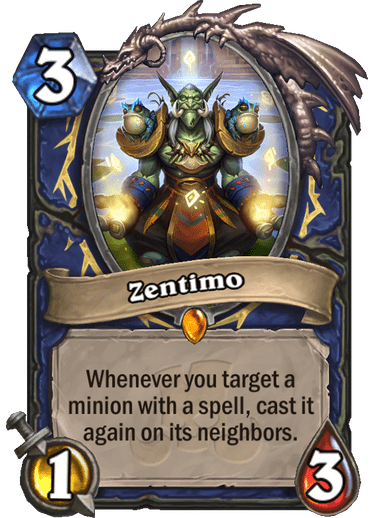 3
Zentimo
Whenever you target a
minion with a spell, cast it
again on its neighbors.
1
3